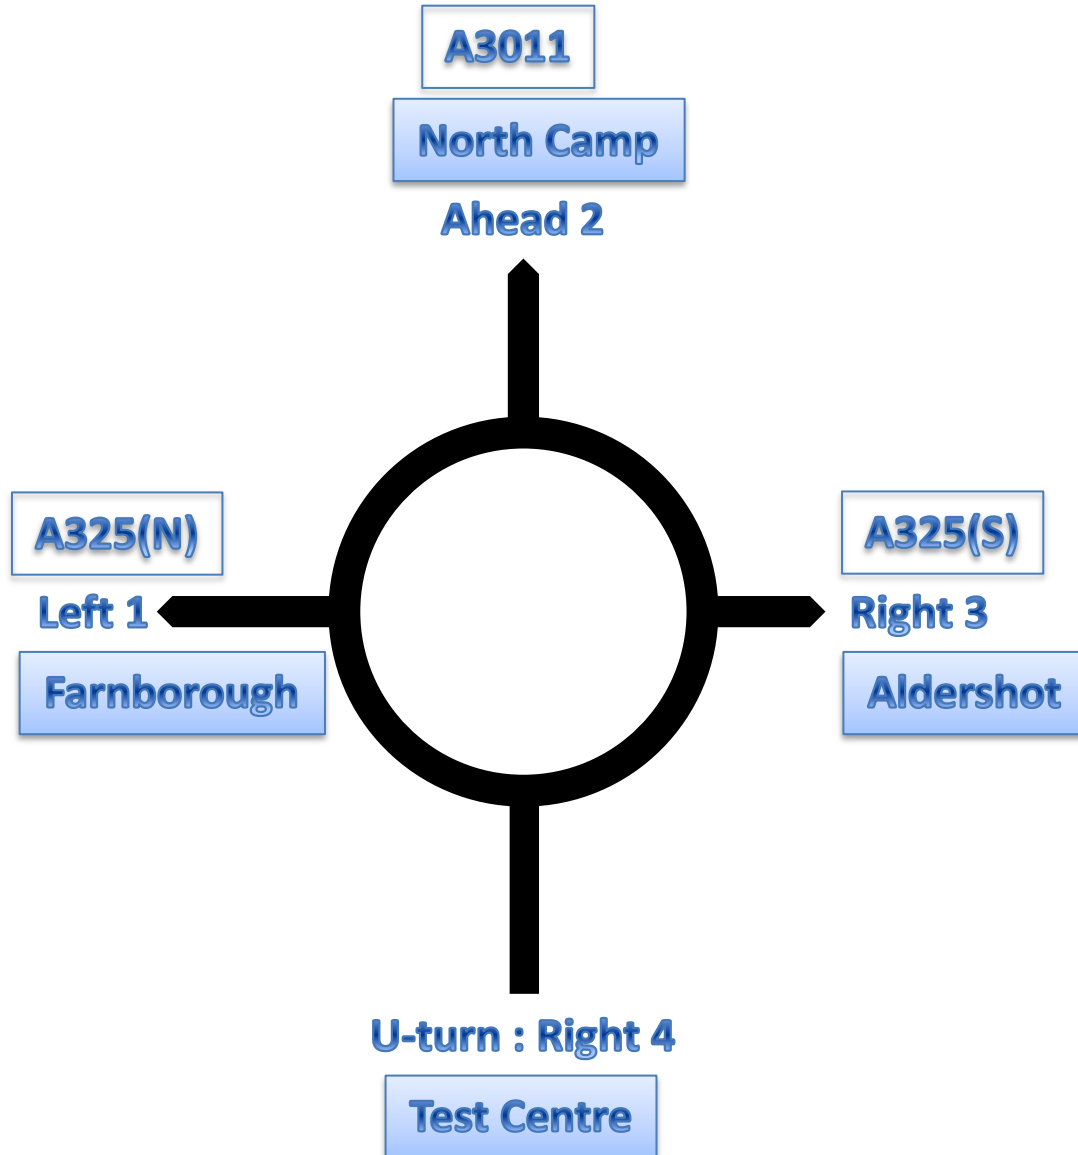 A3011
North Camp
Ahead 2
A325(N)
Left 1
Farnborough
A325(S)
Right 3
Aldershot
U-turn : Right 4
Test Centre